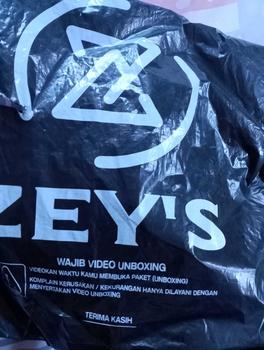 ZEY'S
WAJIB VIDEO UNBOXING
VIDEOKAN WAKTU KAMU MEMBUKA PAKET (UNBOXING)
KOMPLAIN KERUSAKAN / KEKURANGAN HANYA DILAYANI DENGAN
MENYERTAKAN VIDEO UNBOXING
TERIMA KASIH